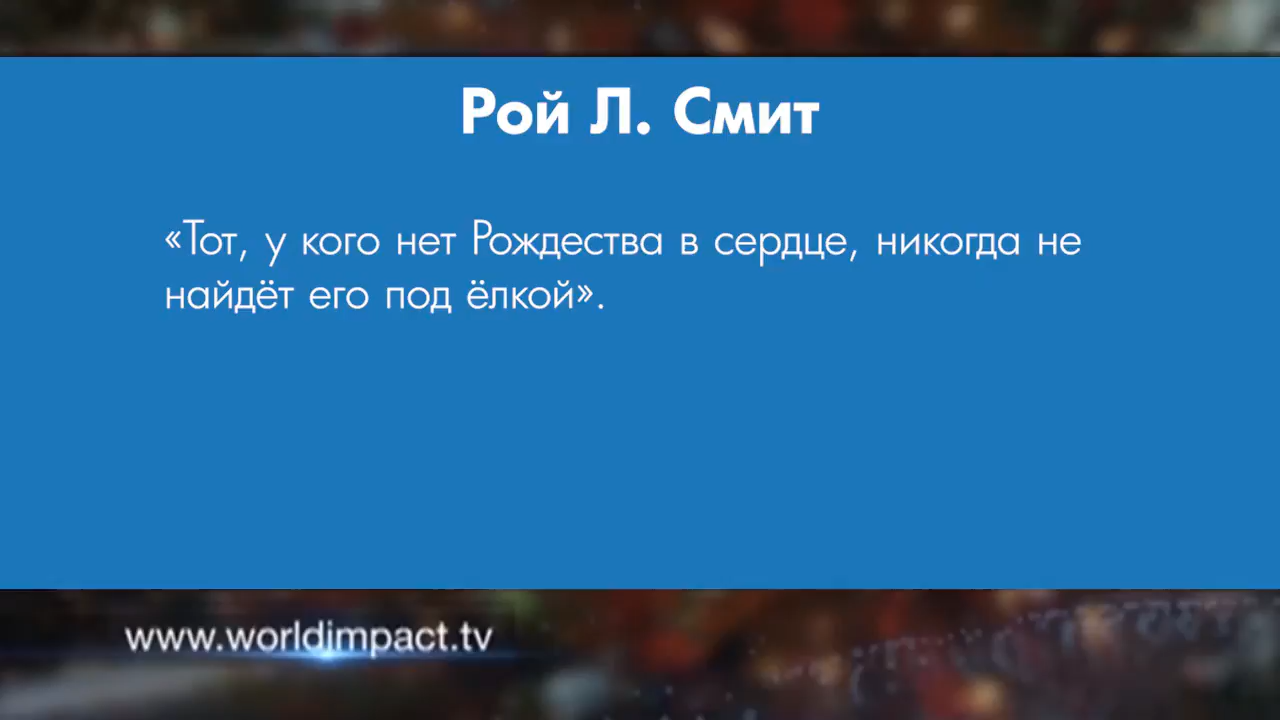 Рой Л. Смит
«Тот, у кого нет Рождества в сердце, никогда не
найдёт его под ёлкой».
www.worldimpact.tv